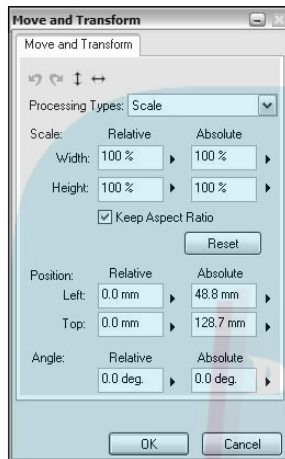 Move and Transform
Move and Transform
Processing Types: Scale
Scale: Relative Absolute
Width: 100 % 100 %
Height: 100 % 100 %
Keep Aspect Ratio
Reset
Position: Relative Absolute
Left: 0.0 mm 48.8 mm
Top: 0.0 mm 128.7 mm
Angle: Relative Absolute
0.0 deg. 0.0 deg.
OK Cancel